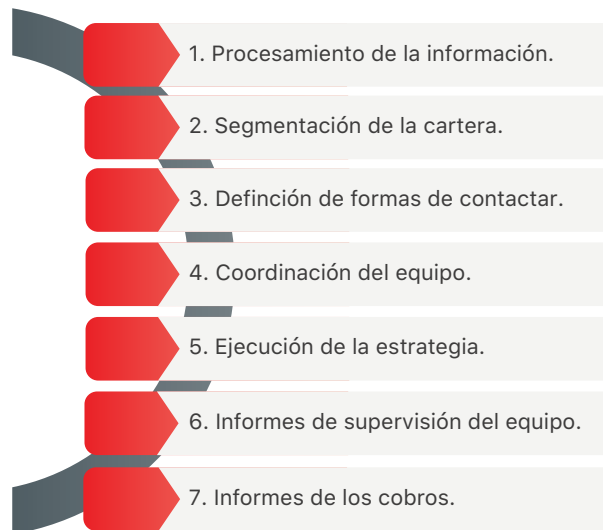 1. Procesamiento de la información.
2. Segmentación de la cartera.
3. Definción de formas de contactar.
4. Coordinación del equipo.
5. Ejecución de la estrategia.
6. Informes de supervisión del equipo.
7. Informes de los cobros.